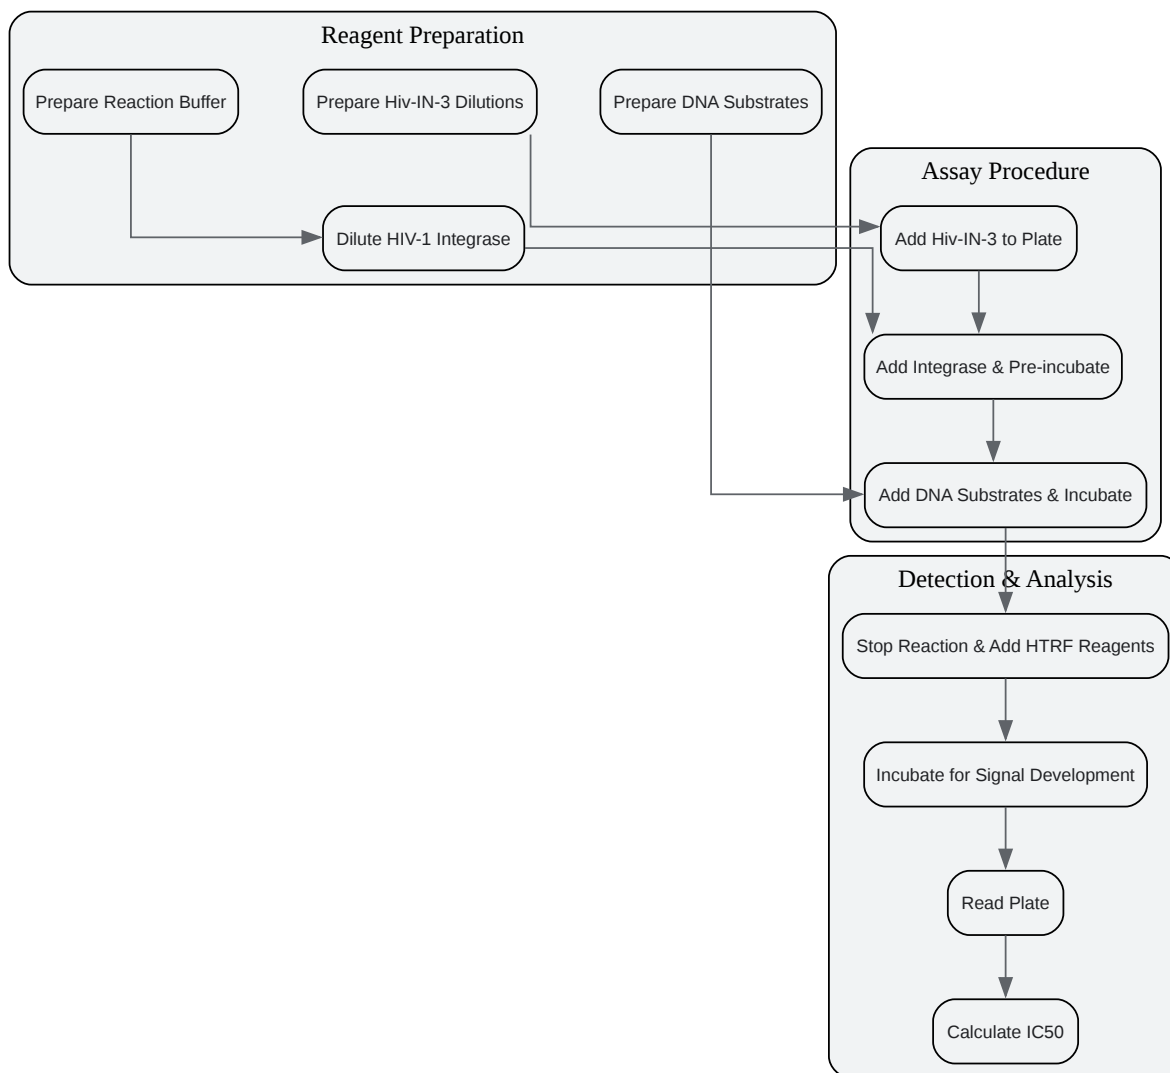 Reagent Preparation
Prepare Reaction Buffer
Prepare Hiv-IN-3 Dilutions
Prepare DNA Substrates
Dilute HIV-1 Integrase
Assay Procedure
Add Hiv-IN-3 to Plate
Add Integrase & Pre-incubate
Add DNA Substrates & Incubate
Detection & Analysis
Stop Reaction & Add HTRF Reagents
Incubate for Signal Development
Read Plate
Calculate IC50